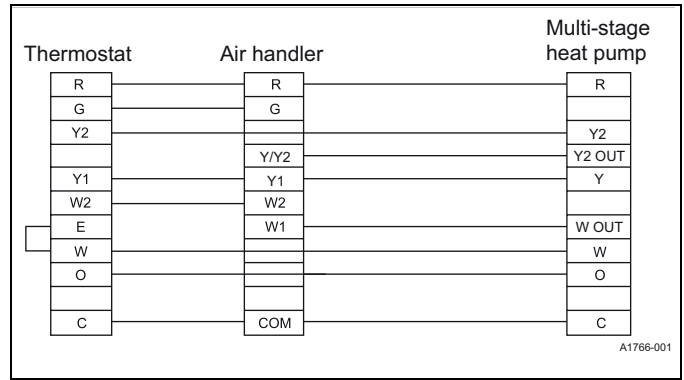 Multi-stage
Thermostat Air handler heat pump
R R R
G G
Y2 Y2
Y/Y2 Y2 OUT
Y1 Y1 Y
W2 W2
E W1 W OUT
W W
O O
C COM C
A1766-001